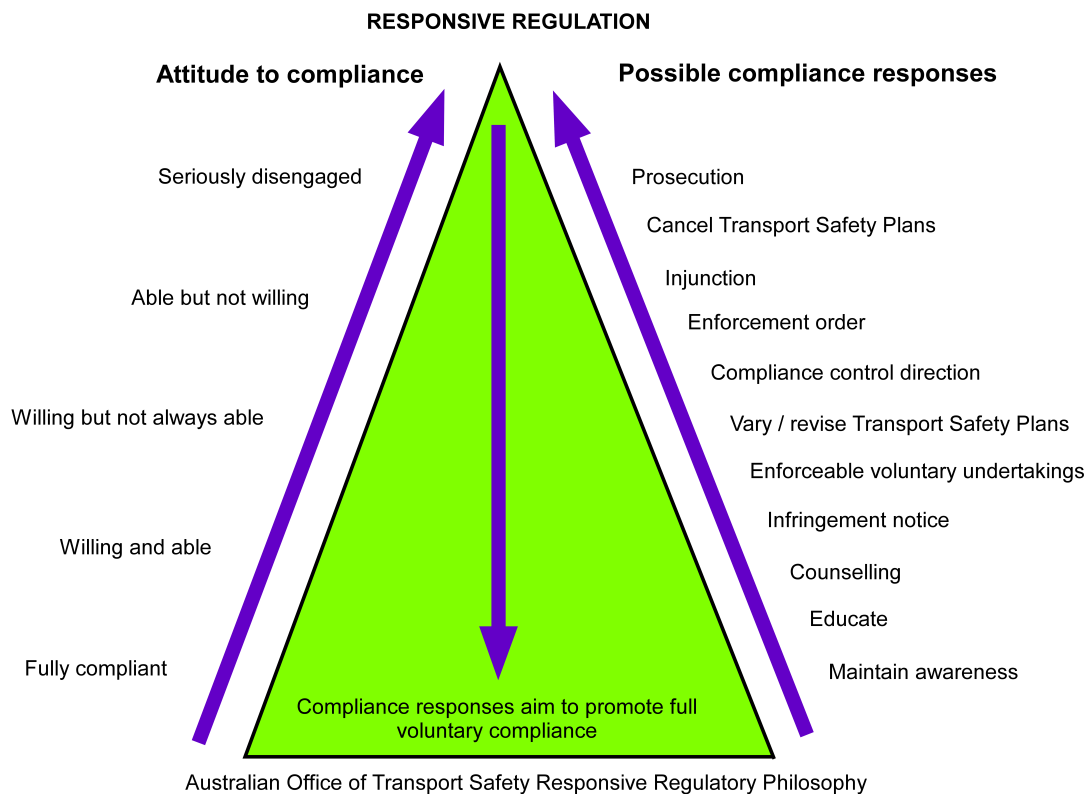 RESPONSIVE REGULATION
Attitude to compliance
Possible compliance responses
Seriously disengaged
Able but not willing
Willing but not always able
Willing and able
Fully compliant
Prosecution
Cancel Transport Safety Plans
Injunction
Enforcement order
Compliance control direction
Vary / revise Transport Safety Plans
Enforceable voluntary undertakings
Infringement notice
Counselling
Educate
Maintain awareness
Compliance responses aim to promote full
voluntary compliance
Australian Office of Transport Safety Responsive Regulatory Philosophy